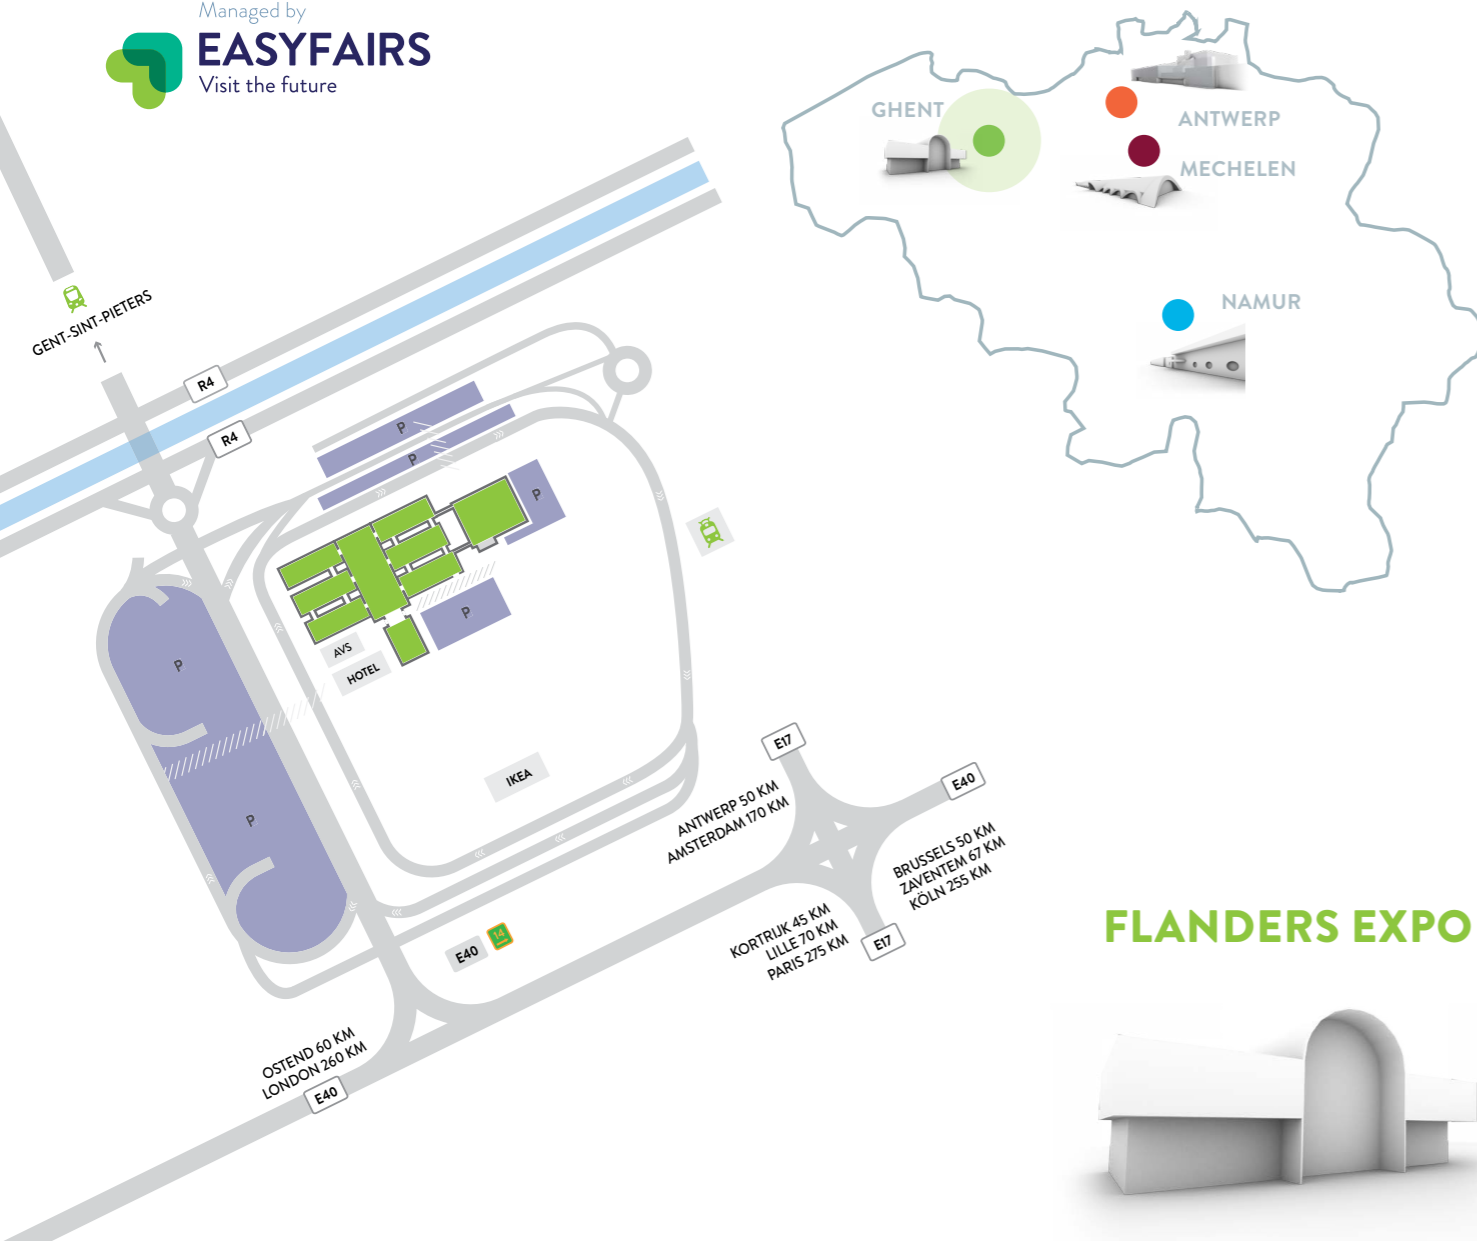 Managed by
EASYFAIRS
Visit the future
GHENT
ANTWERP
MECHELEN
NAMUR
GENT-SINT-PIETERS
R4
R4
P
P
P
P
P
P
AVS
HOTEL
IKEA
E17
ANTWERP 50 KM
AMSTERDAM 170 KM
E40
BRUSSELS 50 KM
ZAVENTEM 67 KM
KÖLN 255 KM
KORTRIJK 45 KM
LILLE 70 KM
PARIS 275 KM
E17
E40
14
OSTEND 60 KM
LONDON 260 KM
E40
FLANDERS EXPO